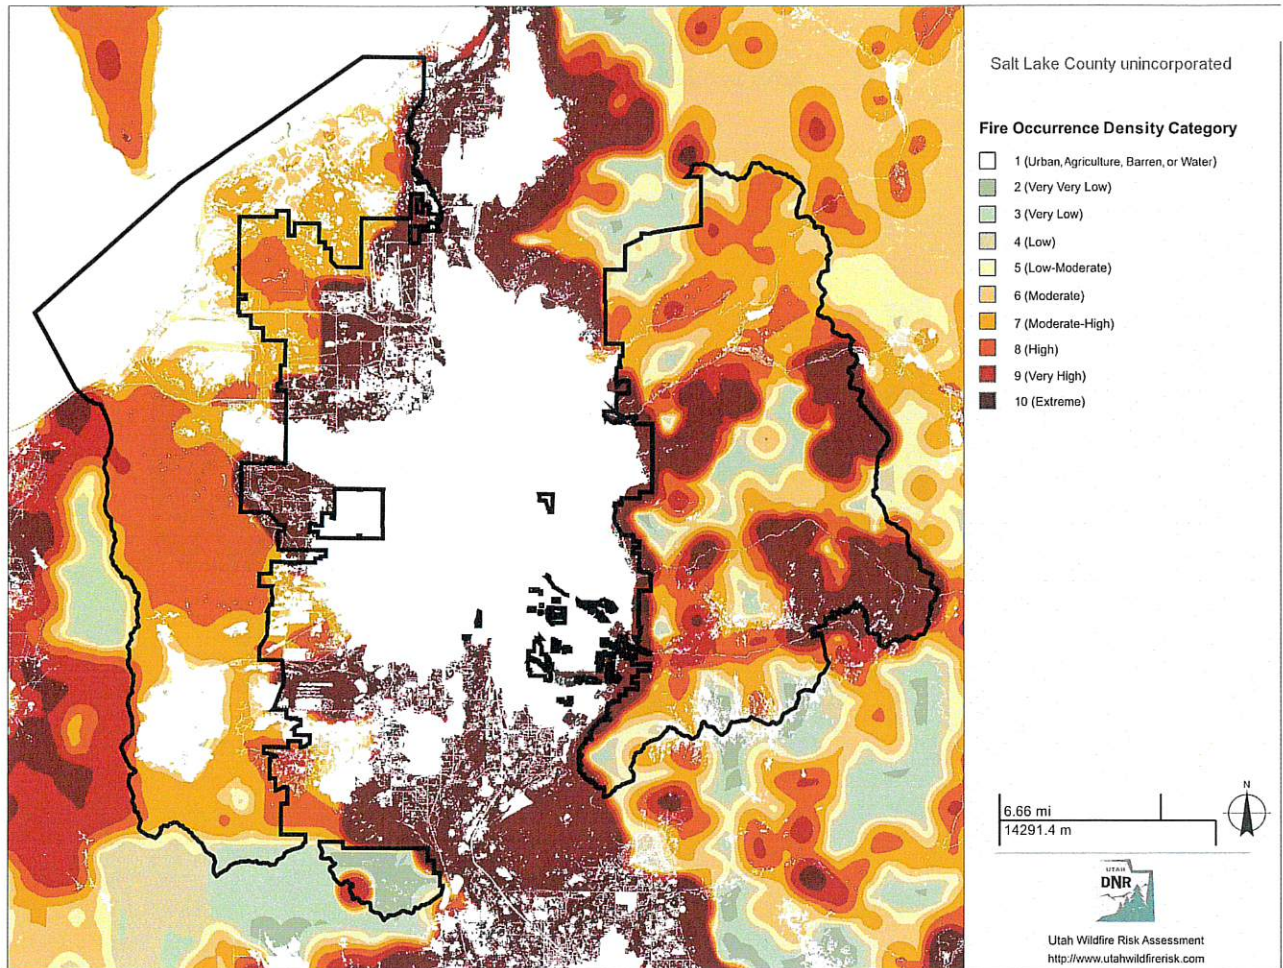 Salt Lake County unincorporated
Fire Occurrence Density Category
1 (Urban, Agriculture, Barren, or Water)
2 (Very Very Low)
3 (Very Low)
4 (Low)
5 (Low-Moderate)
6 (Moderate)
7 (Moderate-High)
8 (High)
9 (Very High)
10 (Extreme)
N
6.66 mi
14291.4 m
UTAH
DNR
Utah Wildfire Risk Assessment
http://www.utahwildfirerisk.com